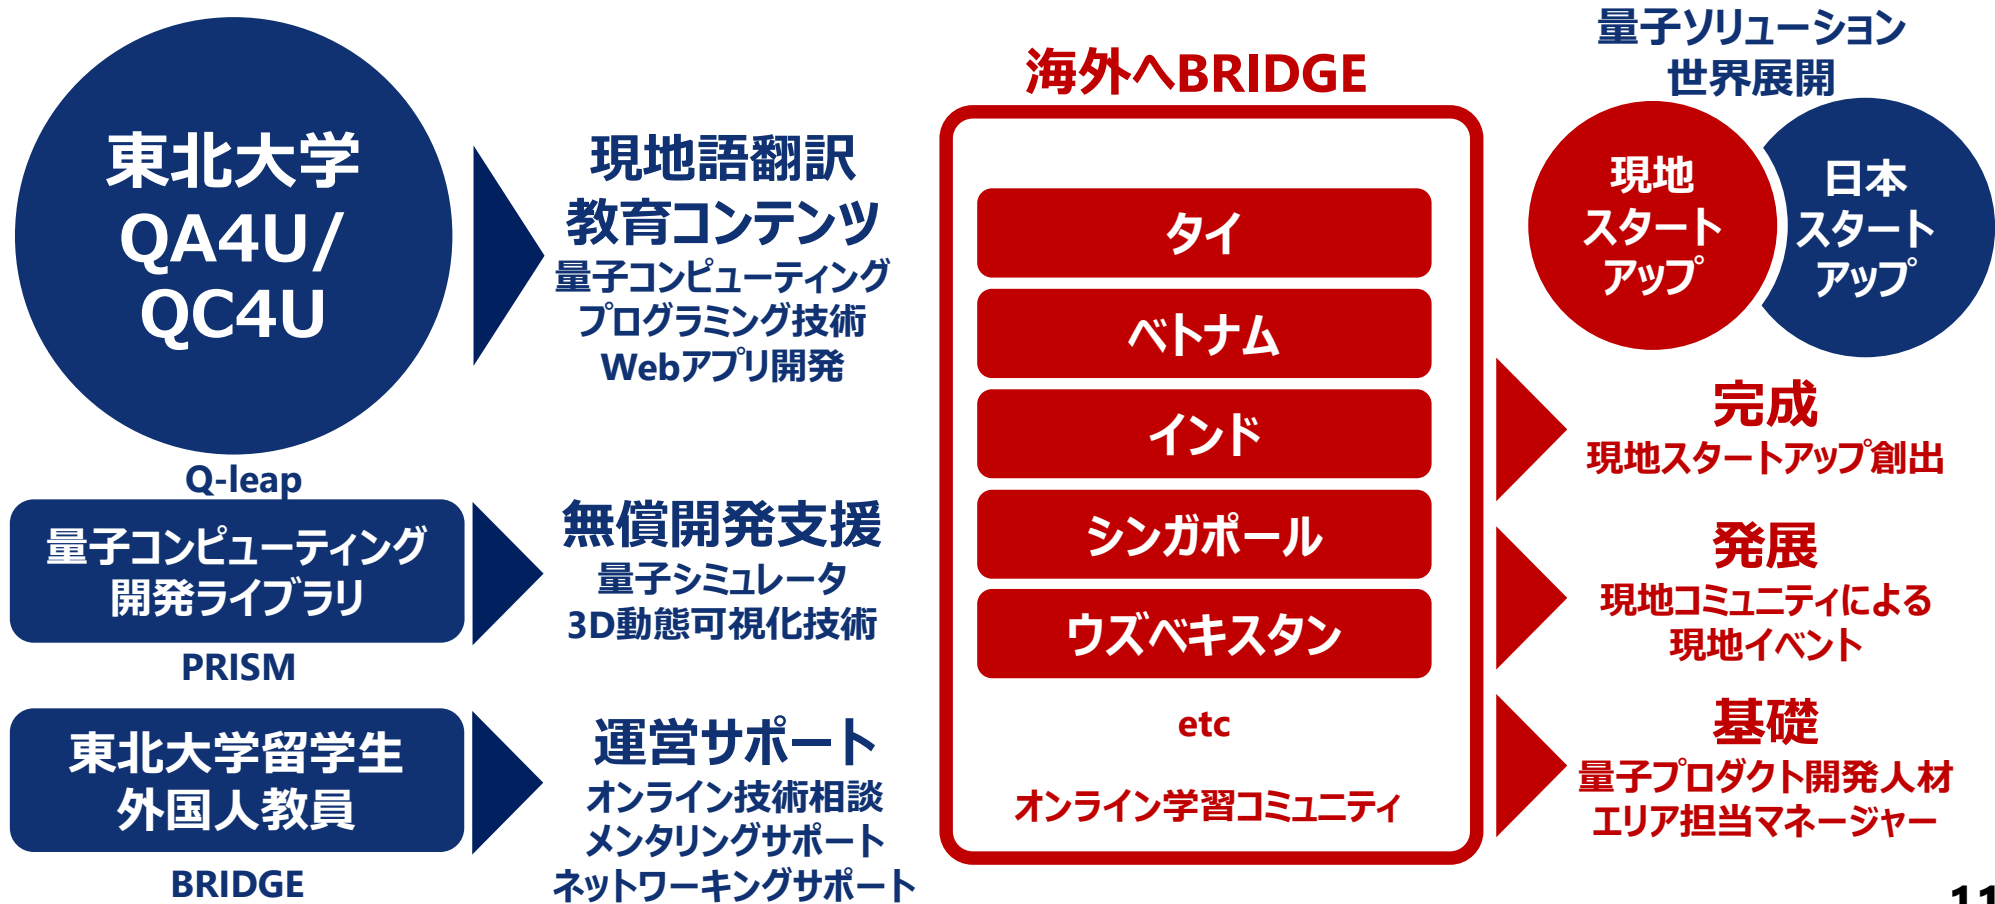 東北大学
QA4U/
QC4U
Q-leap
量子コンピューティング
開発ライブラリ
PRISM
東北大学留学生
外国人教員
BRIDGE
現地語翻訳
教育コンテンツ
量子コンピューティング
プログラミング技術
Webアプリ開発
無償開発支援
量子シミュレータ
3D動態可視化技術
運営サポート
オンライン技術相談
メンタリングサポート
ネットワーキングサポート
海外へBRIDGE
タイ
ベトナム
インド
シンガポール
ウズベキスタン
etc
オンライン学習コミュニティ
量子ソリューション
世界展開
現地
スタート
アップ
日本
スタート
アップ
完成
現地スタートアップ創出
発展
現地コミュニティによる
現地イベント
基礎
量子プロダクト開発人材
エリア担当マネージャー
11